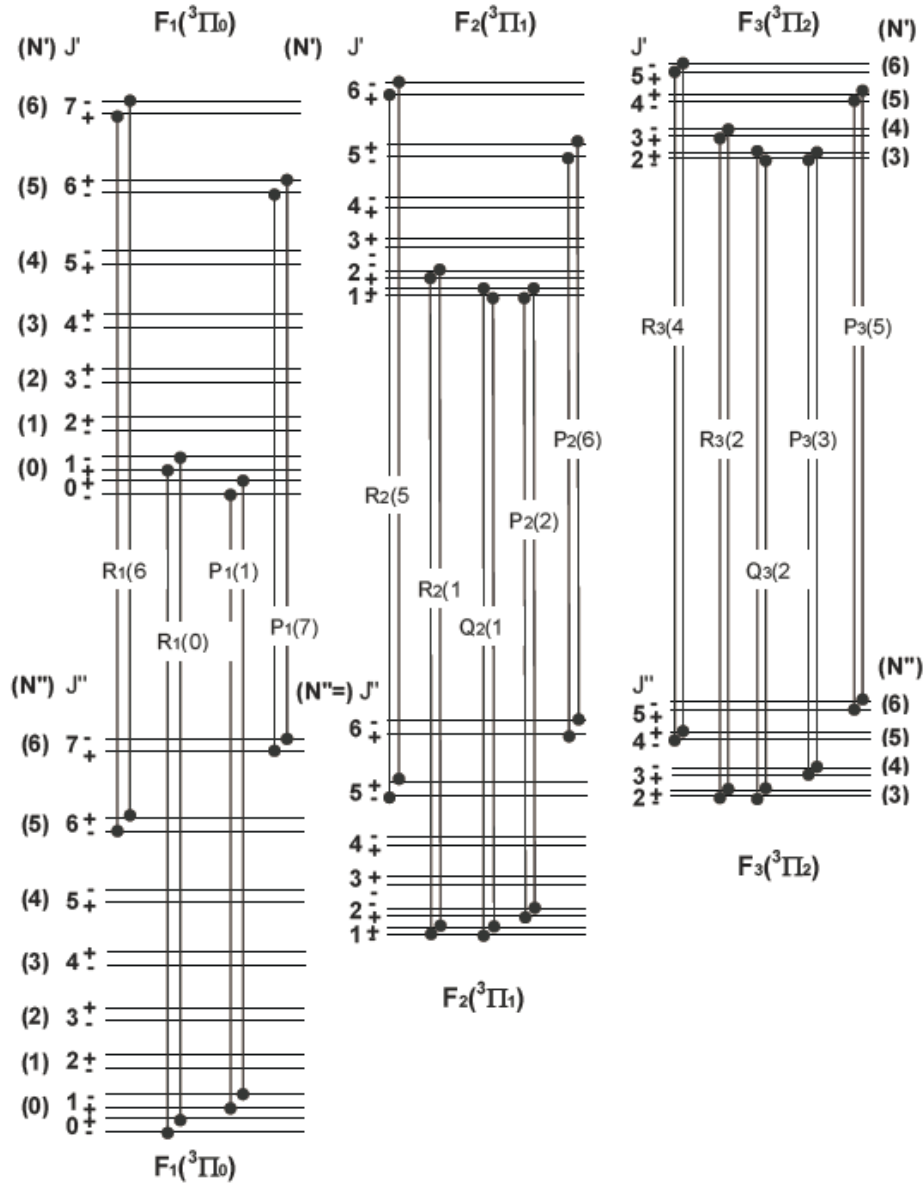 F1(³Π0) F2(³Π1) F3(³Π2)
(N') J' (N') J' J' (N')
5 - + (6)
6 - +
4 + - (5)
(6) 7 - +
3 - + (4)
5 + -
2 + - (3)
(5) 6 + -
4 - +
3 + -
(4) 5 - +
2 - +
1 + -
(3) 4 + -
R3(4 P3(5)
(2) 3 + -
(1) 2 + -
P2(6) R3(2 P3(3)
(0) 1 - +
0 + -
R2(5
P2(2)
R1(6 P1(1)
R2(1 Q3(2
R1(0) P1(7) Q2(1
(N") J" (N"=) J" J" (N")
5 - + (6)
6 - +
(6) 7 - +
4 + - (5)
3 - + (4)
5 + -
2 + - (3)
(5) 6 + -
4 - +
F3(³Π2)
3 + -
(4) 5 - +
2 - +
1 + -
(3) 4 + -
F2(³Π1)
(2) 3 + -
(1) 2 + -
(0) 1 - +
0 + -
F1(³Π0)